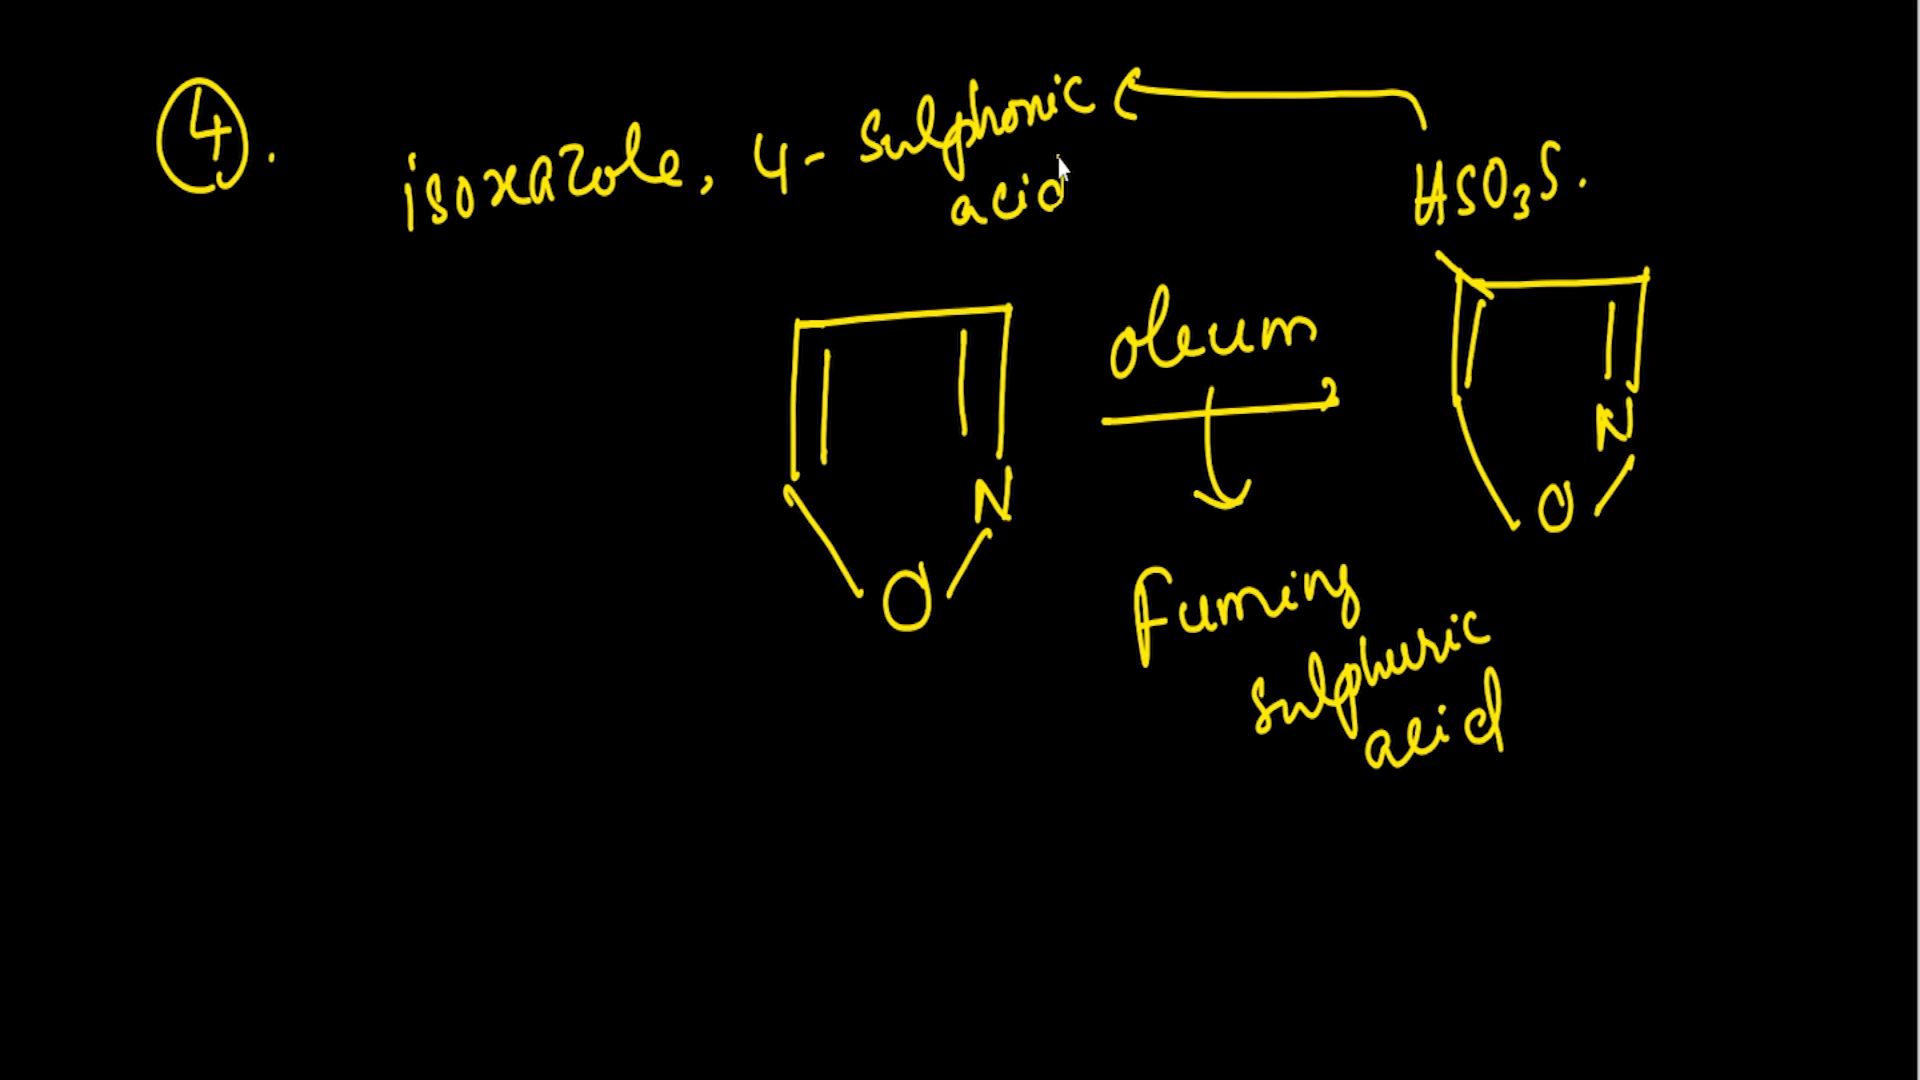 4.
isoxazole, 4- Sulphonic
acid
HSO₃S.
oleum
N
O
N
O
Fuming
sulphuric
acid